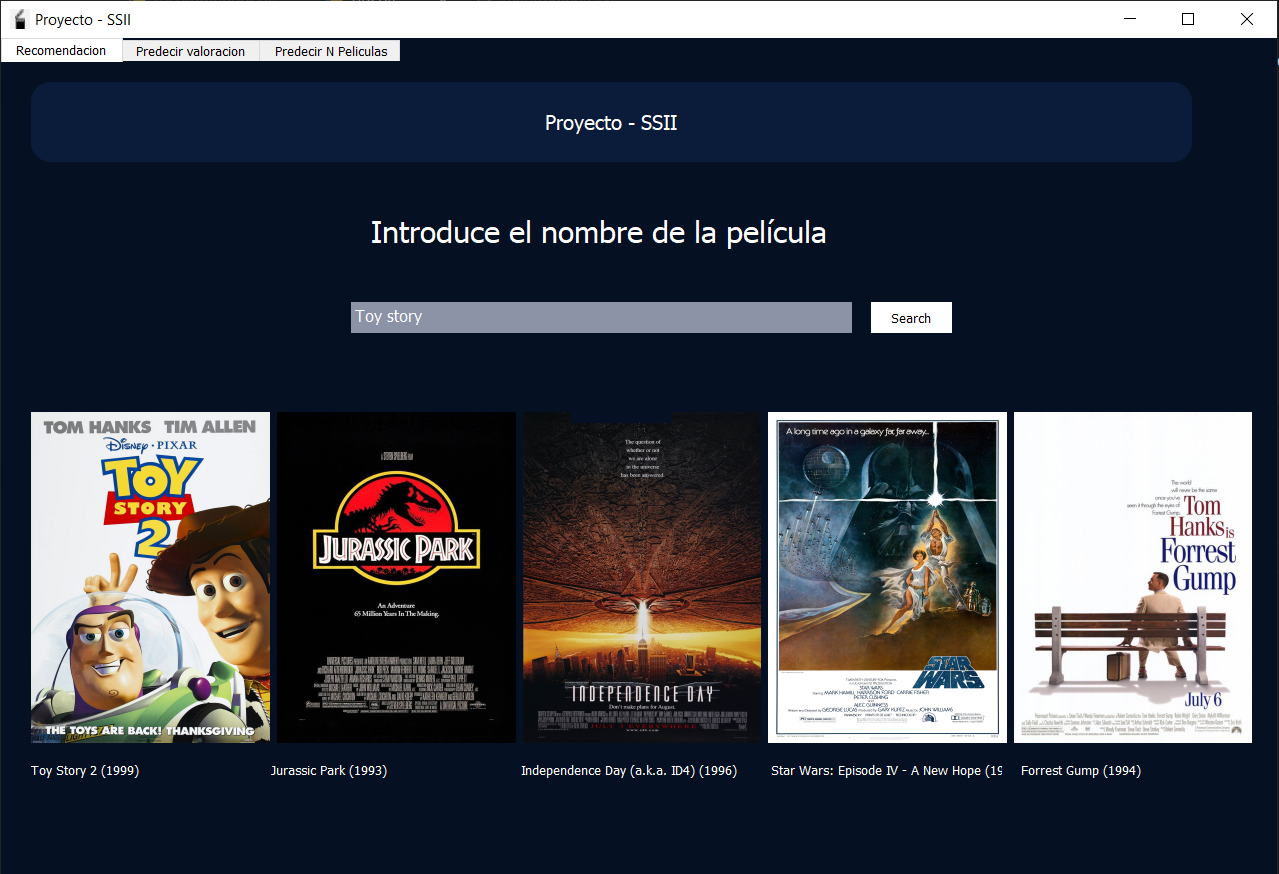 Proyecto - SSII
Recomendacion
Predecir valoracion
Predecir N Peliculas
Proyecto - SSII
Introduce el nombre de la película
Toy story
Search
TOM HANKS TIM ALLEN
Disney · PIXAR
TOY
STORY
2
THE TOYS ARE BACK! THANKSGIVING
JURASSIC PARK
An Adventure
65 Million Years In The Making.
The question of
whether or not
we are alone
in the universe
has been answered.
INDEPENDENCE DAY
Don't make plans for August.
A long time ago in a galaxy far, far away...
STAR
WARS
The world
will never be the same
once you've
seen it through the eyes of
Forrest Gump.
Tom
Hanks is
Forrest
Gump
July 6
Toy Story 2 (1999)
Jurassic Park (1993)
Independence Day (a.k.a. ID4) (1996)
Star Wars: Episode IV - A New Hope (19
Forrest Gump (1994)